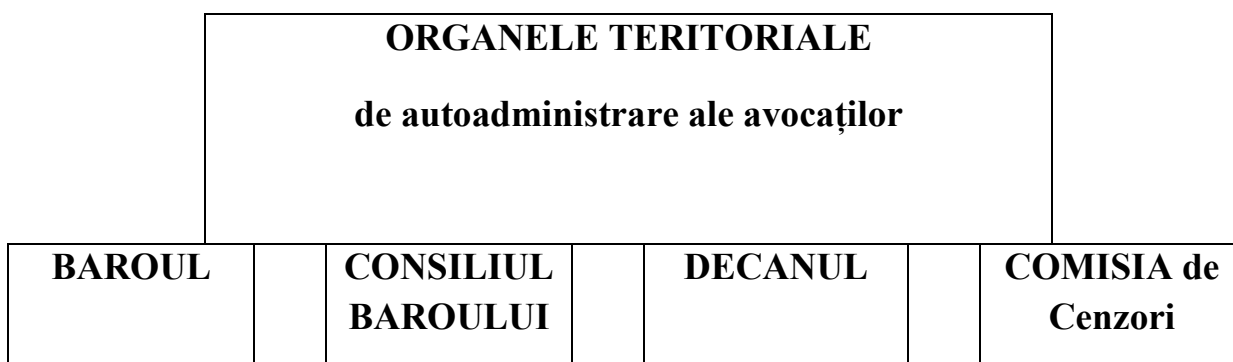 ORGANELE TERITORIALE
de autoadministrare ale avocaților
BAROUL
CONSILIUL
BAROULUI
DECANUL
COMISIA de
Cenzori